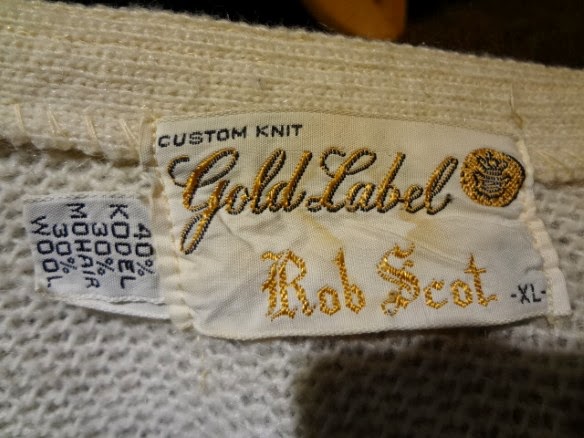 CUSTOM KNIT
Gold Label
Rob Scot
-XL-
40%
KODEL
30%
MOHAIR
30%
WOOL